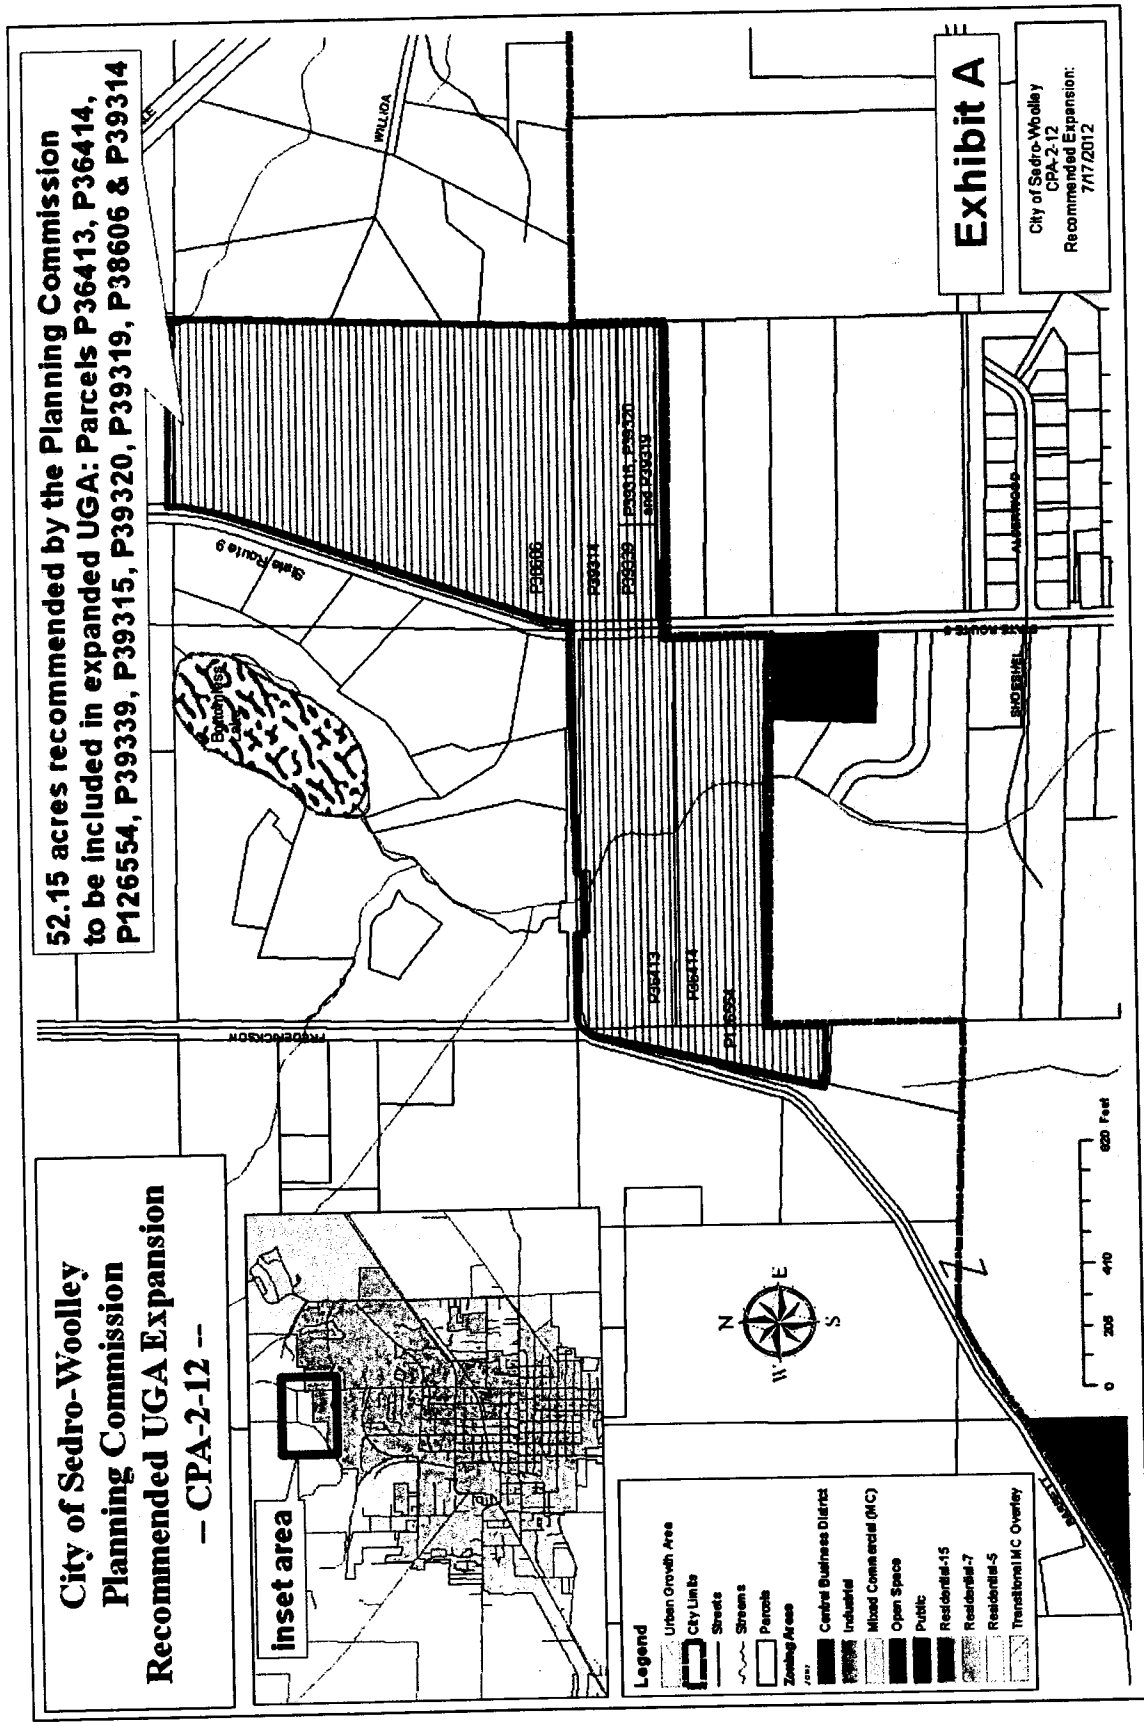 City of Sedro-Woolley
Planning Commission
Recommended UGA Expansion
-- CPA-2-12 --
52.15 acres recommended by the Planning Commission
to be included in expanded UGA: Parcels P36413, P36414,
P126554, P39339, P39315, P39320, P39319, P38606 & P39314
inset area
FREDERICKSON
Bottomless
Lake
State Route 9
WILLIDA
P38606
P39314
P39339
P39315, P39320
and P39319
P36413
P36414
P126554
STATE ROUTE 9
ALDERWOOD
BASSETT
N
W
E
S
0
205
410
820 Feet
Legend
Urban Growth Area
City Limits
Streets
Streams
Parcels
Zoning Areas
Central Business District
Industrial
Mixed Commercial (MC)
Open Space
Public
Residential-15
Residential-7
Residential-5
Transitional MC Overlay
Exhibit A
City of Sedro-Woolley
CPA-2-12
Recommended Expansion:
7/17/2012